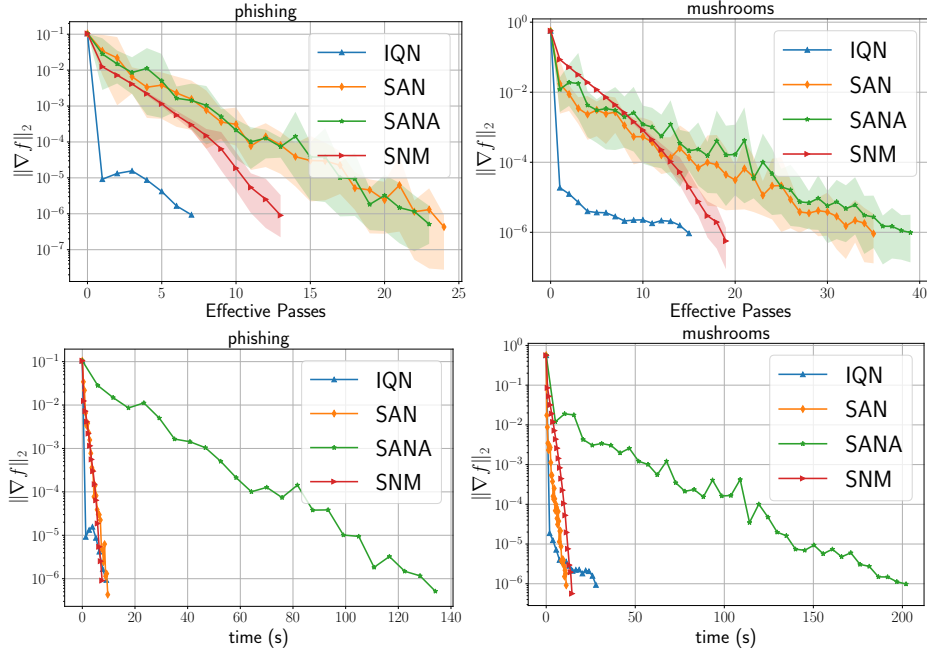 phishing
10^{-1}
10^{-2}
10^{-3}
10^{-4}
10^{-5}
10^{-6}
10^{-7}
‖∇f‖₂
IQN
SAN
SANA
SNM
0 5 10 15 20 25
Effective Passes
mushrooms
10^{0}
10^{-2}
10^{-4}
10^{-6}
‖∇f‖₂
IQN
SAN
SANA
SNM
0 10 20 30 40
Effective Passes
phishing
10^{-1}
10^{-2}
10^{-3}
10^{-4}
10^{-5}
10^{-6}
‖∇f‖₂
IQN
SAN
SANA
SNM
0 20 40 60 80 100 120 140
time (s)
mushrooms
10^{0}
10^{-1}
10^{-2}
10^{-3}
10^{-4}
10^{-5}
10^{-6}
‖∇f‖₂
IQN
SAN
SANA
SNM
0 50 100 150 200
time (s)